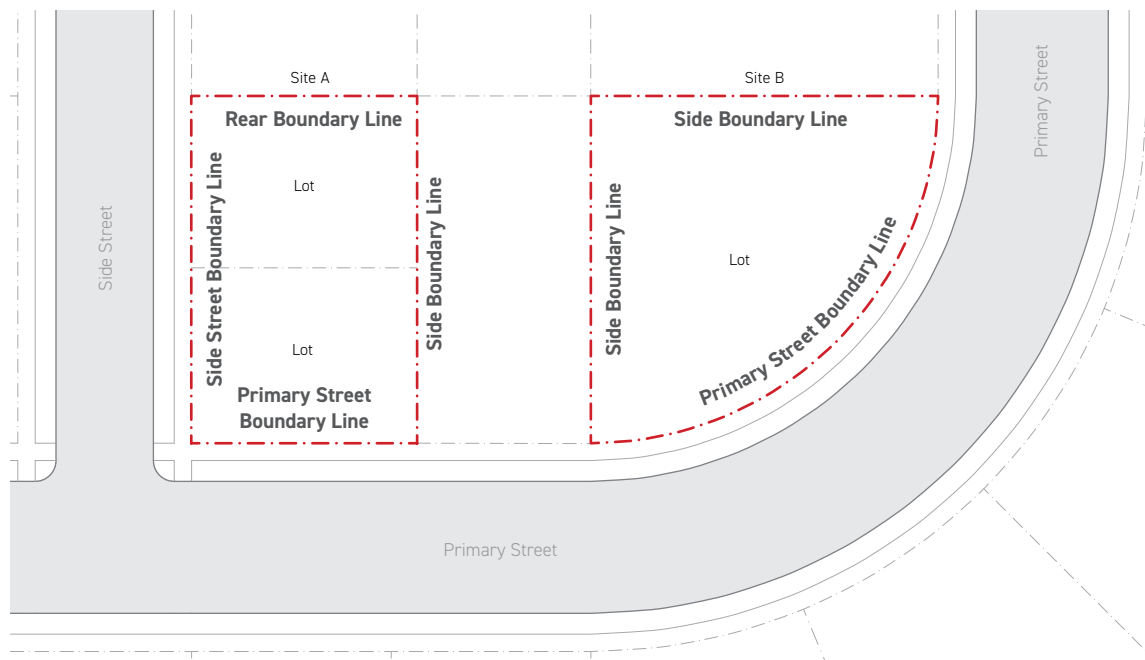 Site A
Site B
Rear Boundary Line
Side Boundary Line
Side Street
Side Street Boundary Line
Lot
Lot
Side Boundary Line
Primary Street
Boundary Line
Side Boundary Line
Lot
Primary Street Boundary Line
Primary Street
Primary Street